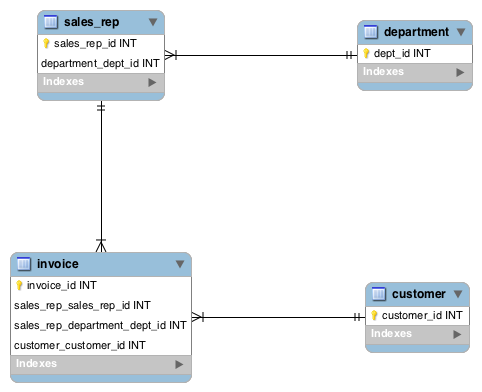 sales_rep
sales_rep_id INT
department_dept_id INT
Indexes
department
dept_id INT
Indexes
invoice
invoice_id INT
sales_rep_sales_rep_id INT
sales_rep_department_dept_id INT
customer_customer_id INT
Indexes
customer
customer_id INT
Indexes